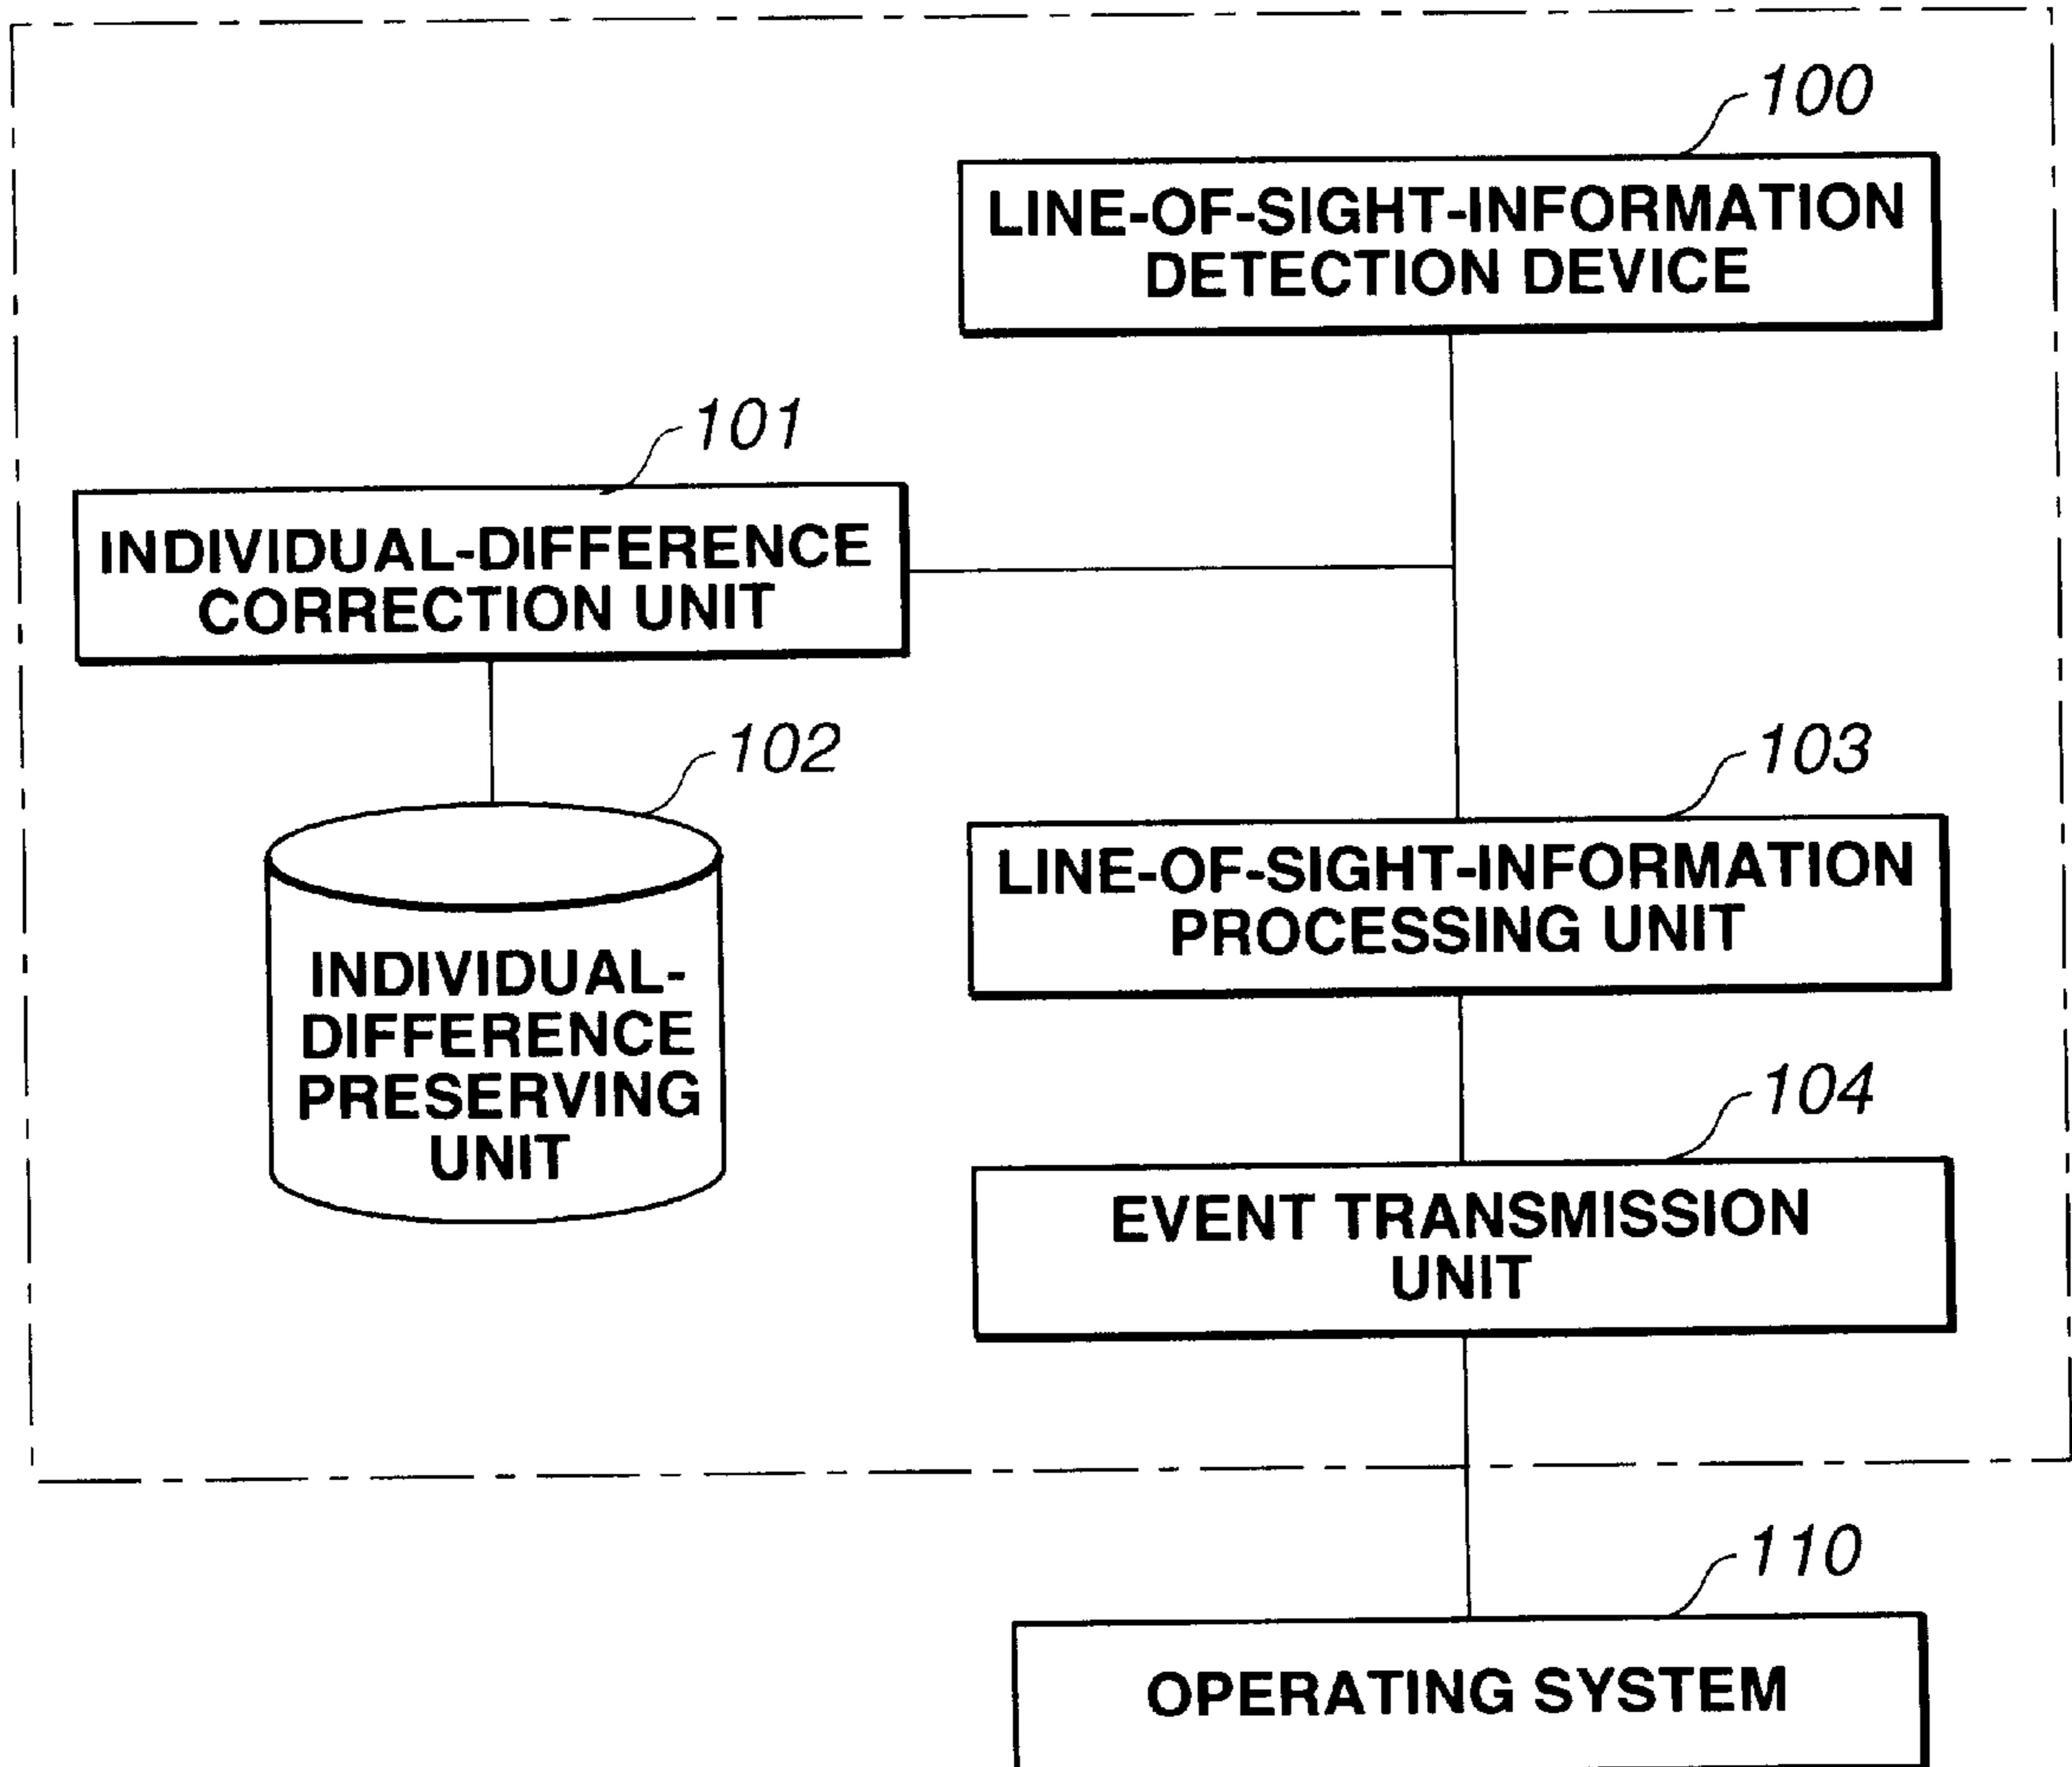 100
LINE-OF-SIGHT-INFORMATION
DETECTION DEVICE
101
INDIVIDUAL-DIFFERENCE
CORRECTION UNIT
102
INDIVIDUAL-
DIFFERENCE
PRESERVING
UNIT
103
LINE-OF-SIGHT-INFORMATION
PROCESSING UNIT
104
EVENT TRANSMISSION
UNIT
110
OPERATING SYSTEM